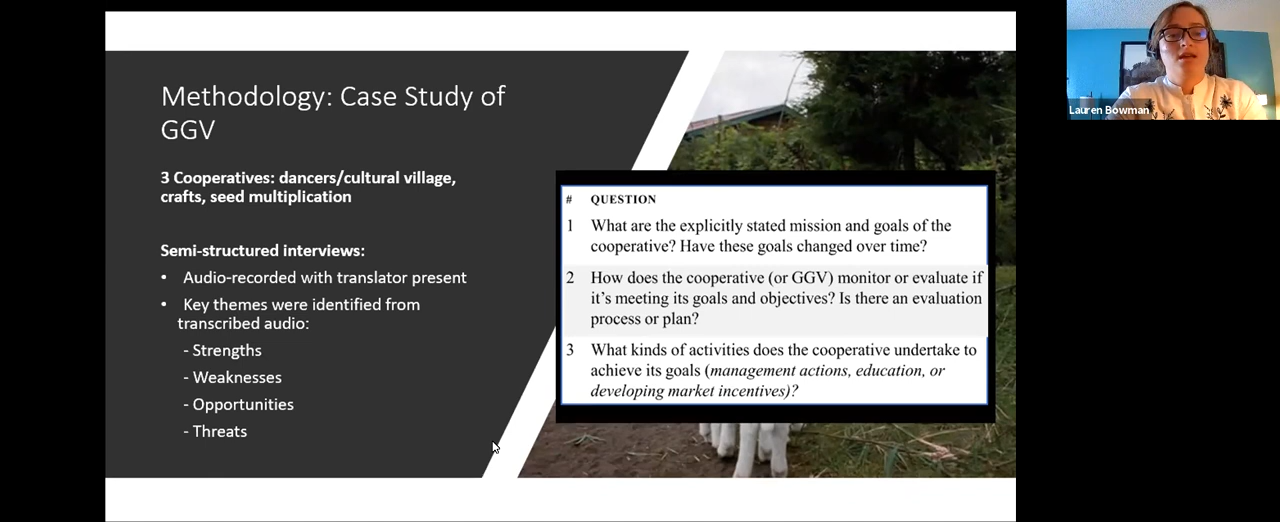 Methodology: Case Study of
GGV
3 Cooperatives: dancers/cultural village,
crafts, seed multiplication
Semi-structured interviews:
• Audio-recorded with translator present
• Key themes were identified from
transcribed audio:
- Strengths
- Weaknesses
- Opportunities
- Threats
# QUESTION
1 What are the explicitly stated mission and goals of the
cooperative? Have these goals changed over time?
2 How does the cooperative (or GGV) monitor or evaluate if
it's meeting its goals and objectives? Is there an evaluation
process or plan?
3 What kinds of activities does the cooperative undertake to
achieve its goals (management actions, education, or
developing market incentives)?
Lauren Bowman